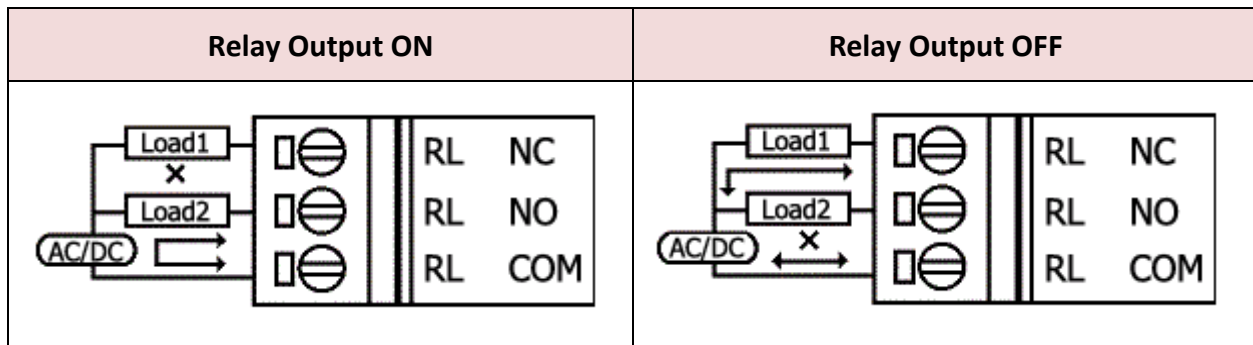 Relay Output ON
Relay Output OFF
Load1
RL NC
×
Load2
RL NO
AC/DC
RL COM
Load1
RL NC
Load2
RL NO
×
AC/DC
RL COM